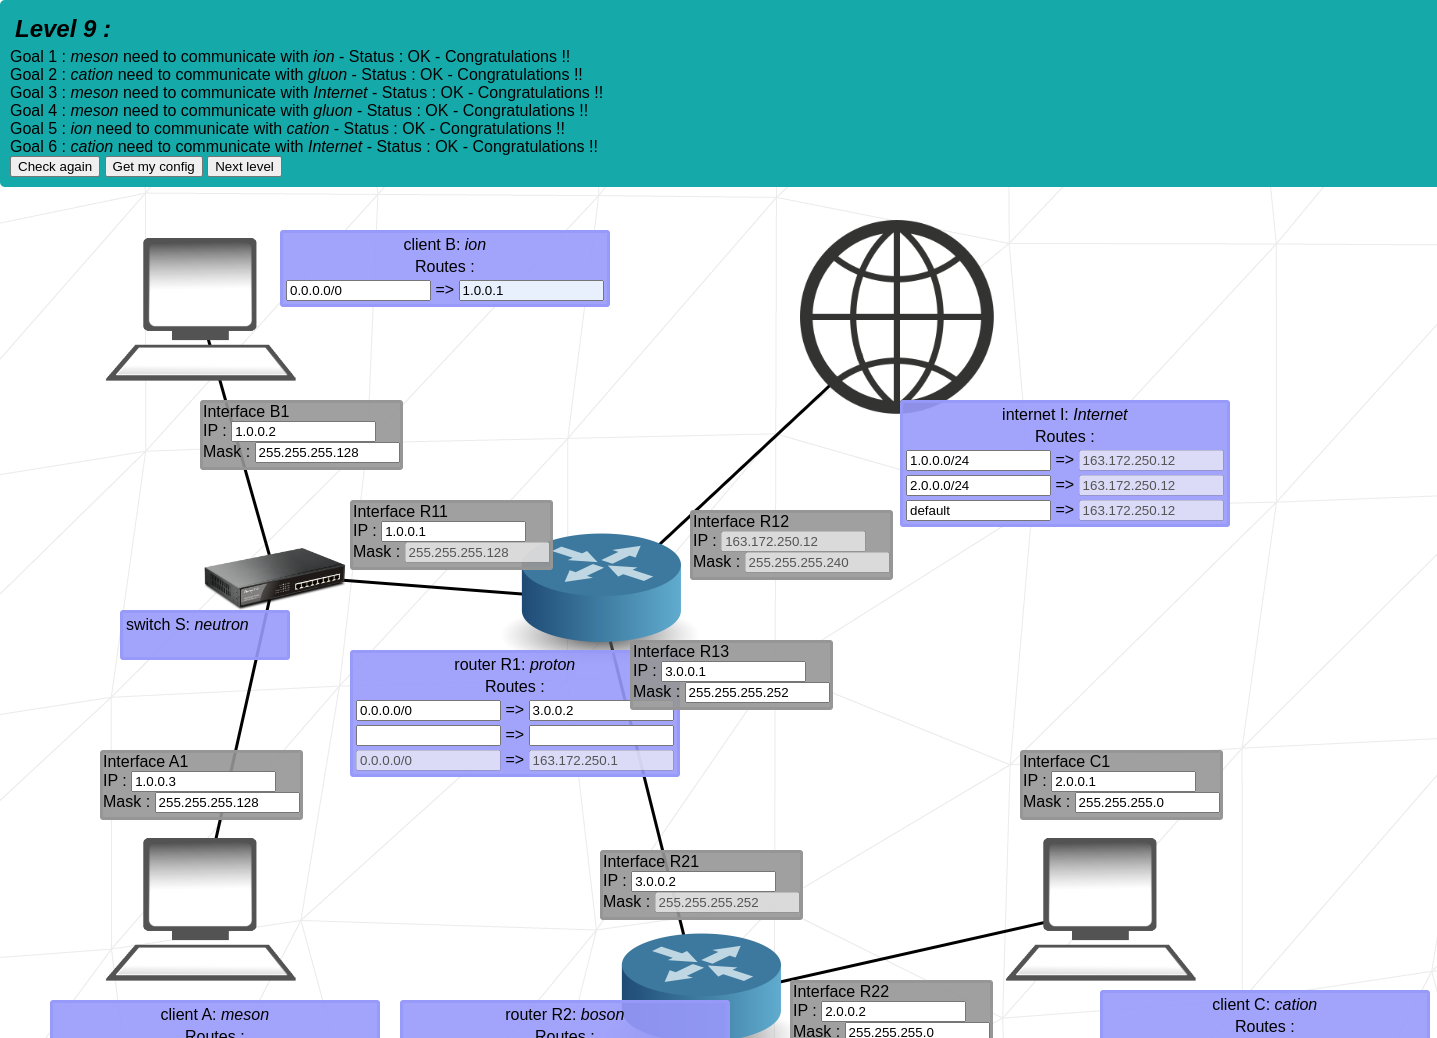 Level 9 :
Goal 1 : meson need to communicate with ion - Status : OK - Congratulations !!
Goal 2 : cation need to communicate with gluon - Status : OK - Congratulations !!
Goal 3 : meson need to communicate with Internet - Status : OK - Congratulations !!
Goal 4 : meson need to communicate with gluon - Status : OK - Congratulations !!
Goal 5 : ion need to communicate with cation - Status : OK - Congratulations !!
Goal 6 : cation need to communicate with Internet - Status : OK - Congratulations !!
Check again Get my config Next level
client B: ion
Routes :
0.0.0.0/0 => 1.0.0.1
Interface B1
IP : 1.0.0.2
Mask : 255.255.255.128
internet I: Internet
Routes :
1.0.0.0/24 => 163.172.250.12
2.0.0.0/24 => 163.172.250.12
default => 163.172.250.12
Interface R11
IP : 1.0.0.1
Mask : 255.255.255.128
Interface R12
IP : 163.172.250.12
Mask : 255.255.255.240
switch S: neutron
Interface R13
IP : 3.0.0.1
Mask : 255.255.255.252
router R1: proton
Routes :
0.0.0.0/0 => 3.0.0.2
=>
0.0.0.0/0 => 163.172.250.1
Interface A1
IP : 1.0.0.3
Mask : 255.255.255.128
Interface C1
IP : 2.0.0.1
Mask : 255.255.255.0
Interface R21
IP : 3.0.0.2
Mask : 255.255.255.252
Interface R22
IP : 2.0.0.2
Mask : 255.255.255.0
client A: meson
Routes :
router R2: boson
Routes :
client C: cation
Routes :